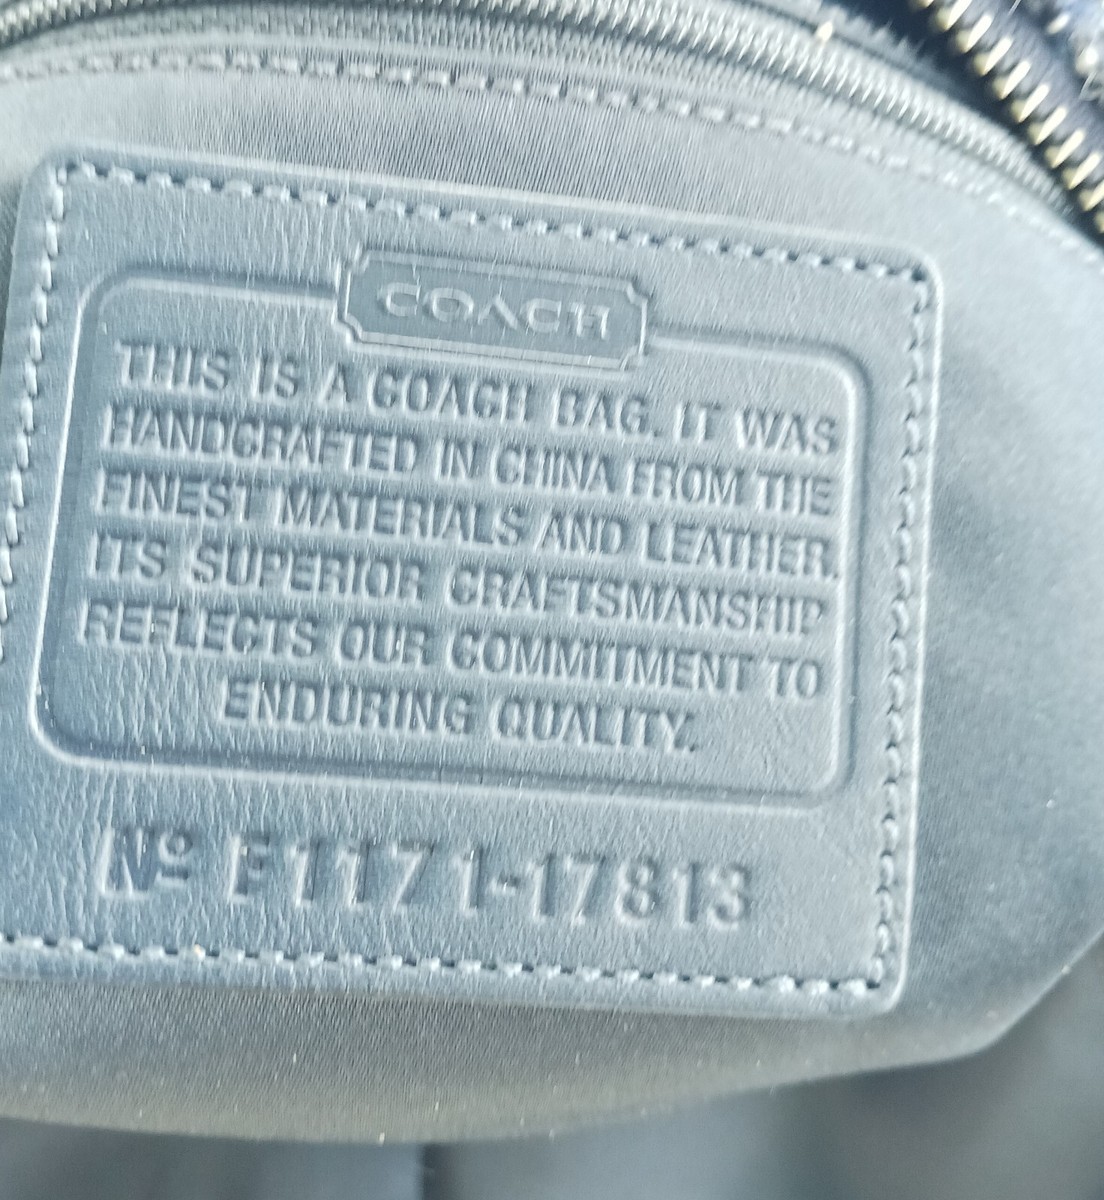 COACH
THIS IS A COACH BAG. IT WAS
HANDCRAFTED IN CHINA FROM THE
FINEST MATERIALS AND LEATHER.
ITS SUPERIOR CRAFTSMANSHIP
REFLECTS OUR COMMITMENT TO
ENDURING QUALITY.
Nº F1171-17813